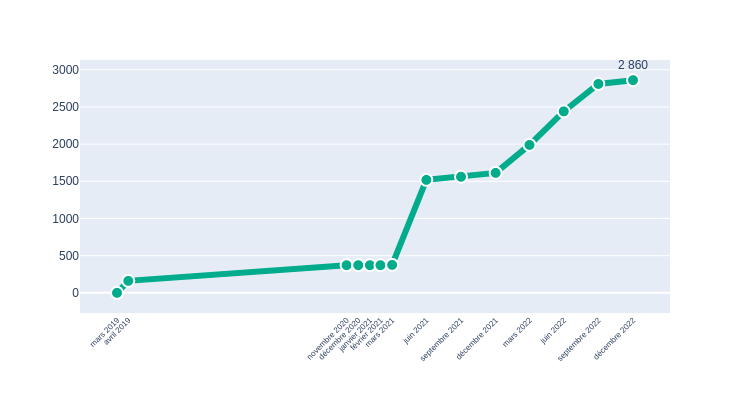 2 860
3000
2500
2000
1500
1000
500
0
mars 2019
avril 2019
novembre 2020
décembre 2020
janvier 2021
février 2021
mars 2021
juin 2021
septembre 2021
décembre 2021
mars 2022
juin 2022
septembre 2022
décembre 2022